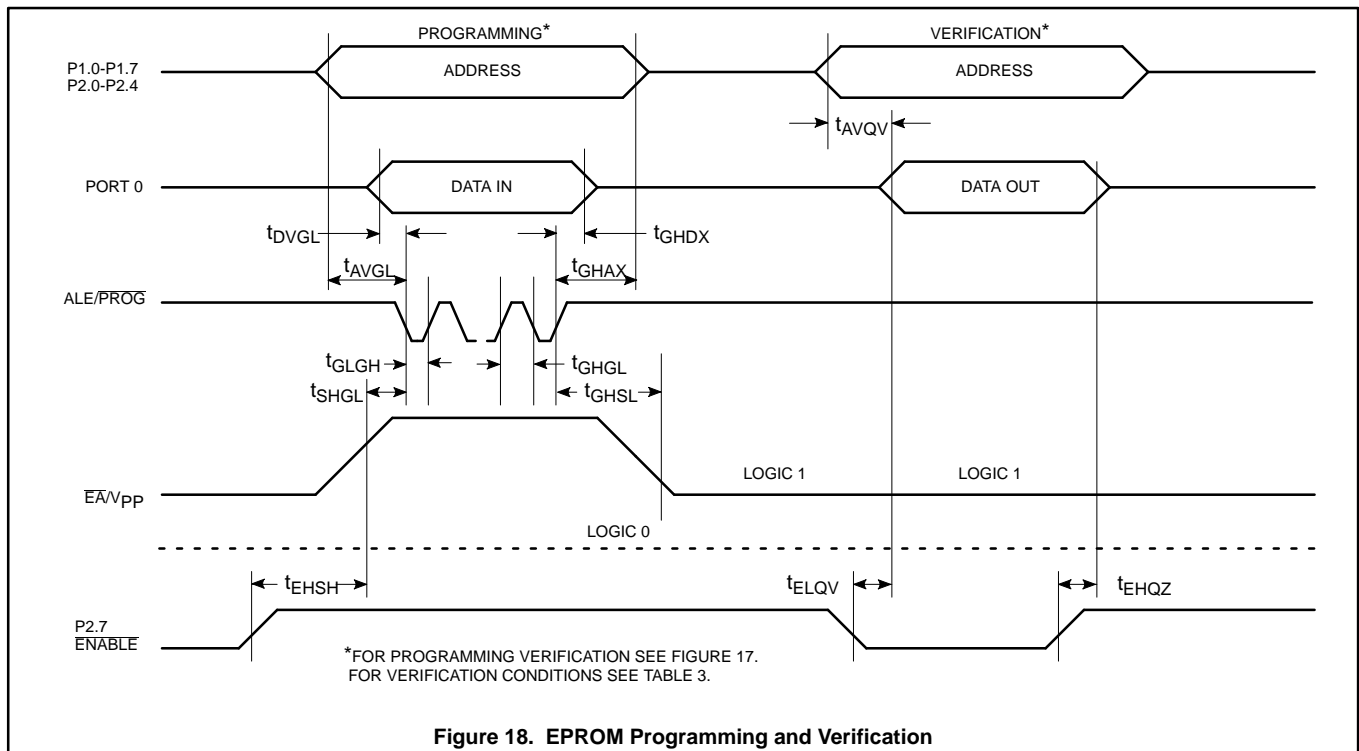 PROGRAMMING*
VERIFICATION*
P1.0-P1.7
P2.0-P2.4
ADDRESS
ADDRESS
tAVQV
PORT 0
DATA IN
DATA OUT
tDVGL
tGHDX
tAVGL
tGHAX
ALE/PROG
tGLGH
tGHGL
tSHGL
tGHSL
LOGIC 1
LOGIC 1
EA/VPP
LOGIC 0
tEHSH
tELQV
tEHQZ
P2.7
ENABLE
*FOR PROGRAMMING VERIFICATION SEE FIGURE 17.
FOR VERIFICATION CONDITIONS SEE TABLE 3.
Figure 18. EPROM Programming and Verification